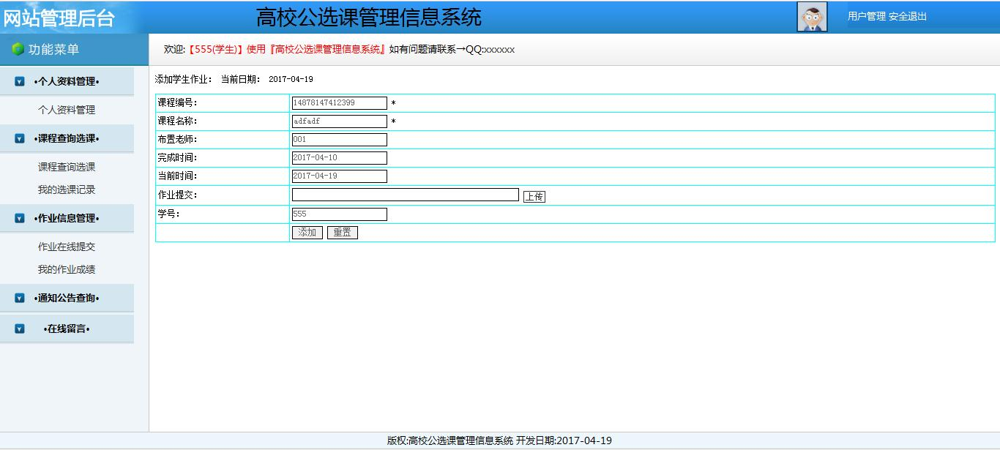 网站管理后台
高校公选课管理信息系统
用户管理 安全退出
功能菜单
欢迎:【555(学生)】使用『高校公选课管理信息系统』如有问题请联系→QQ:xxxxxx
•个人资料管理•
个人资料管理
•课程查询选课•
课程查询选课
我的选课记录
•作业信息管理•
作业在线提交
我的作业成绩
•通知公告查询•
•在线留言•
添加学生作业: 当前日期: 2017-04-19
课程编号: 14878147412399 *
课程名称: adfadf *
布置老师: 001
完成时间: 2017-04-10
当前时间: 2017-04-19
作业提交: 上传
学号: 555
添加 重置
版权:高校公选课管理信息系统 开发日期:2017-04-19